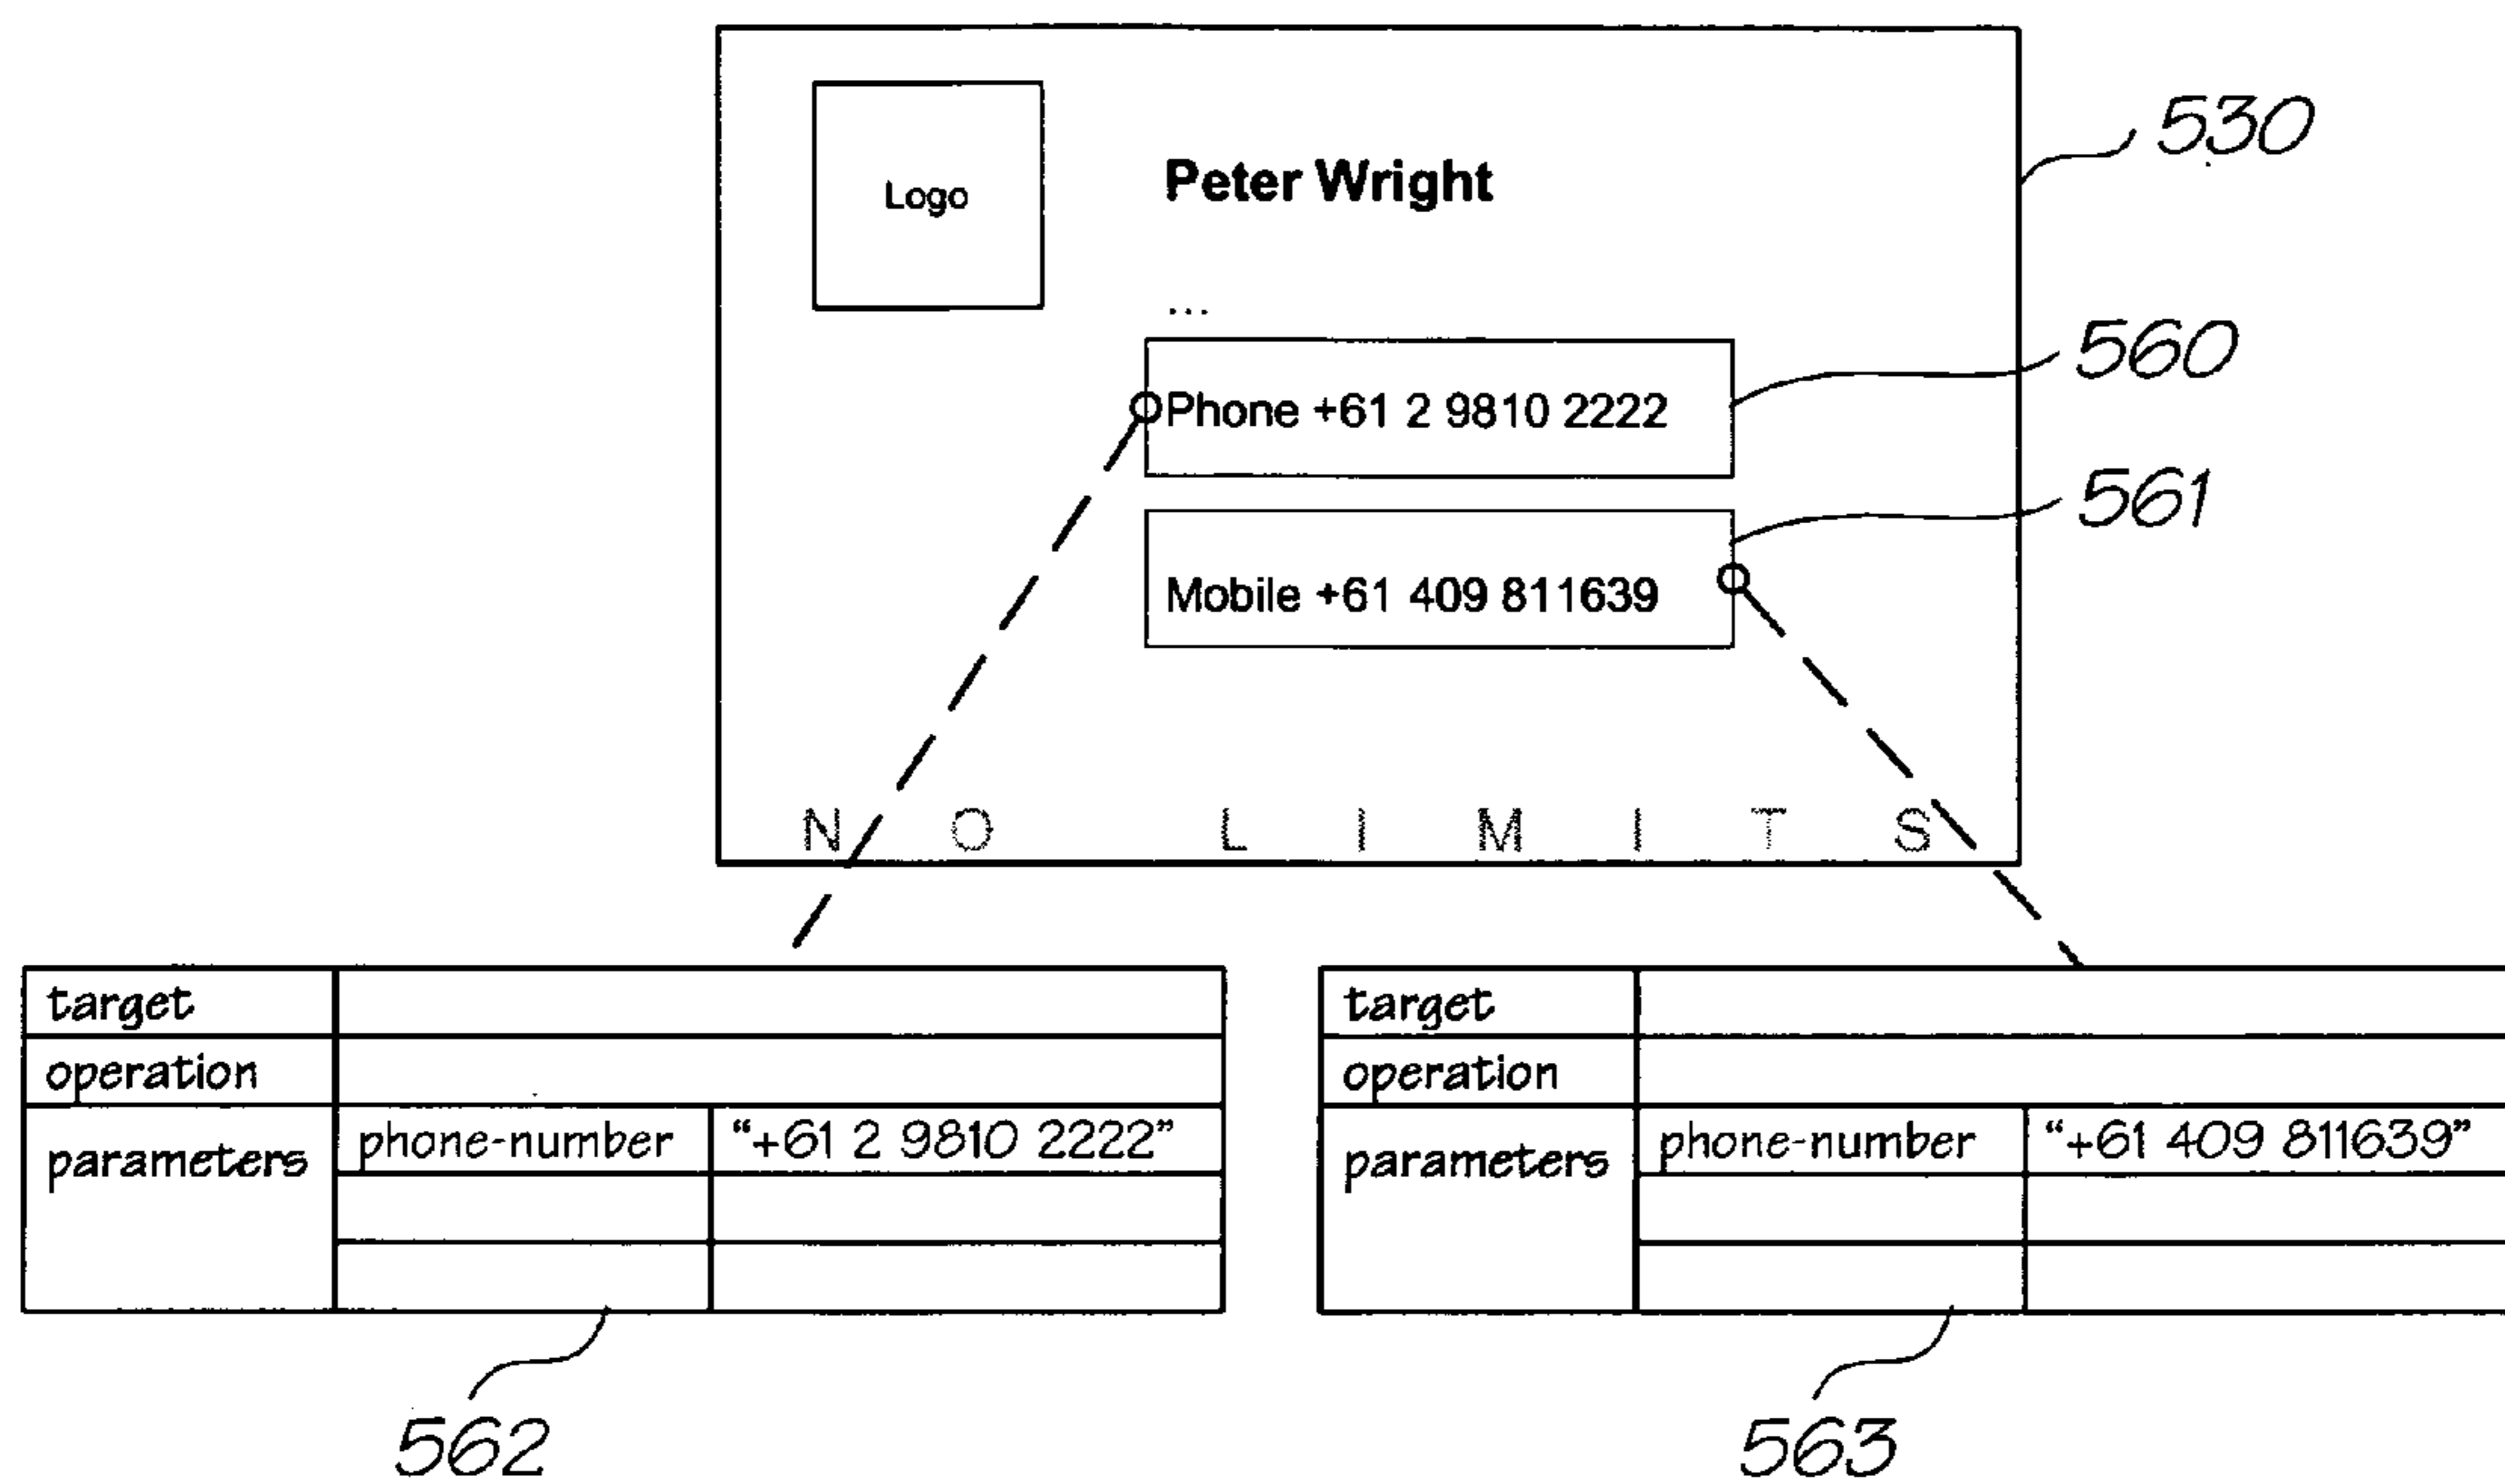 530
Logo
Peter Wright
...
560
Phone +61 2 9810 2222
561
Mobile +61 409 811639
N O L I M I T S
target
operation
parameters phone-number "+61 2 9810 2222"
562
target
operation
parameters phone-number "+61 409 811639"
563